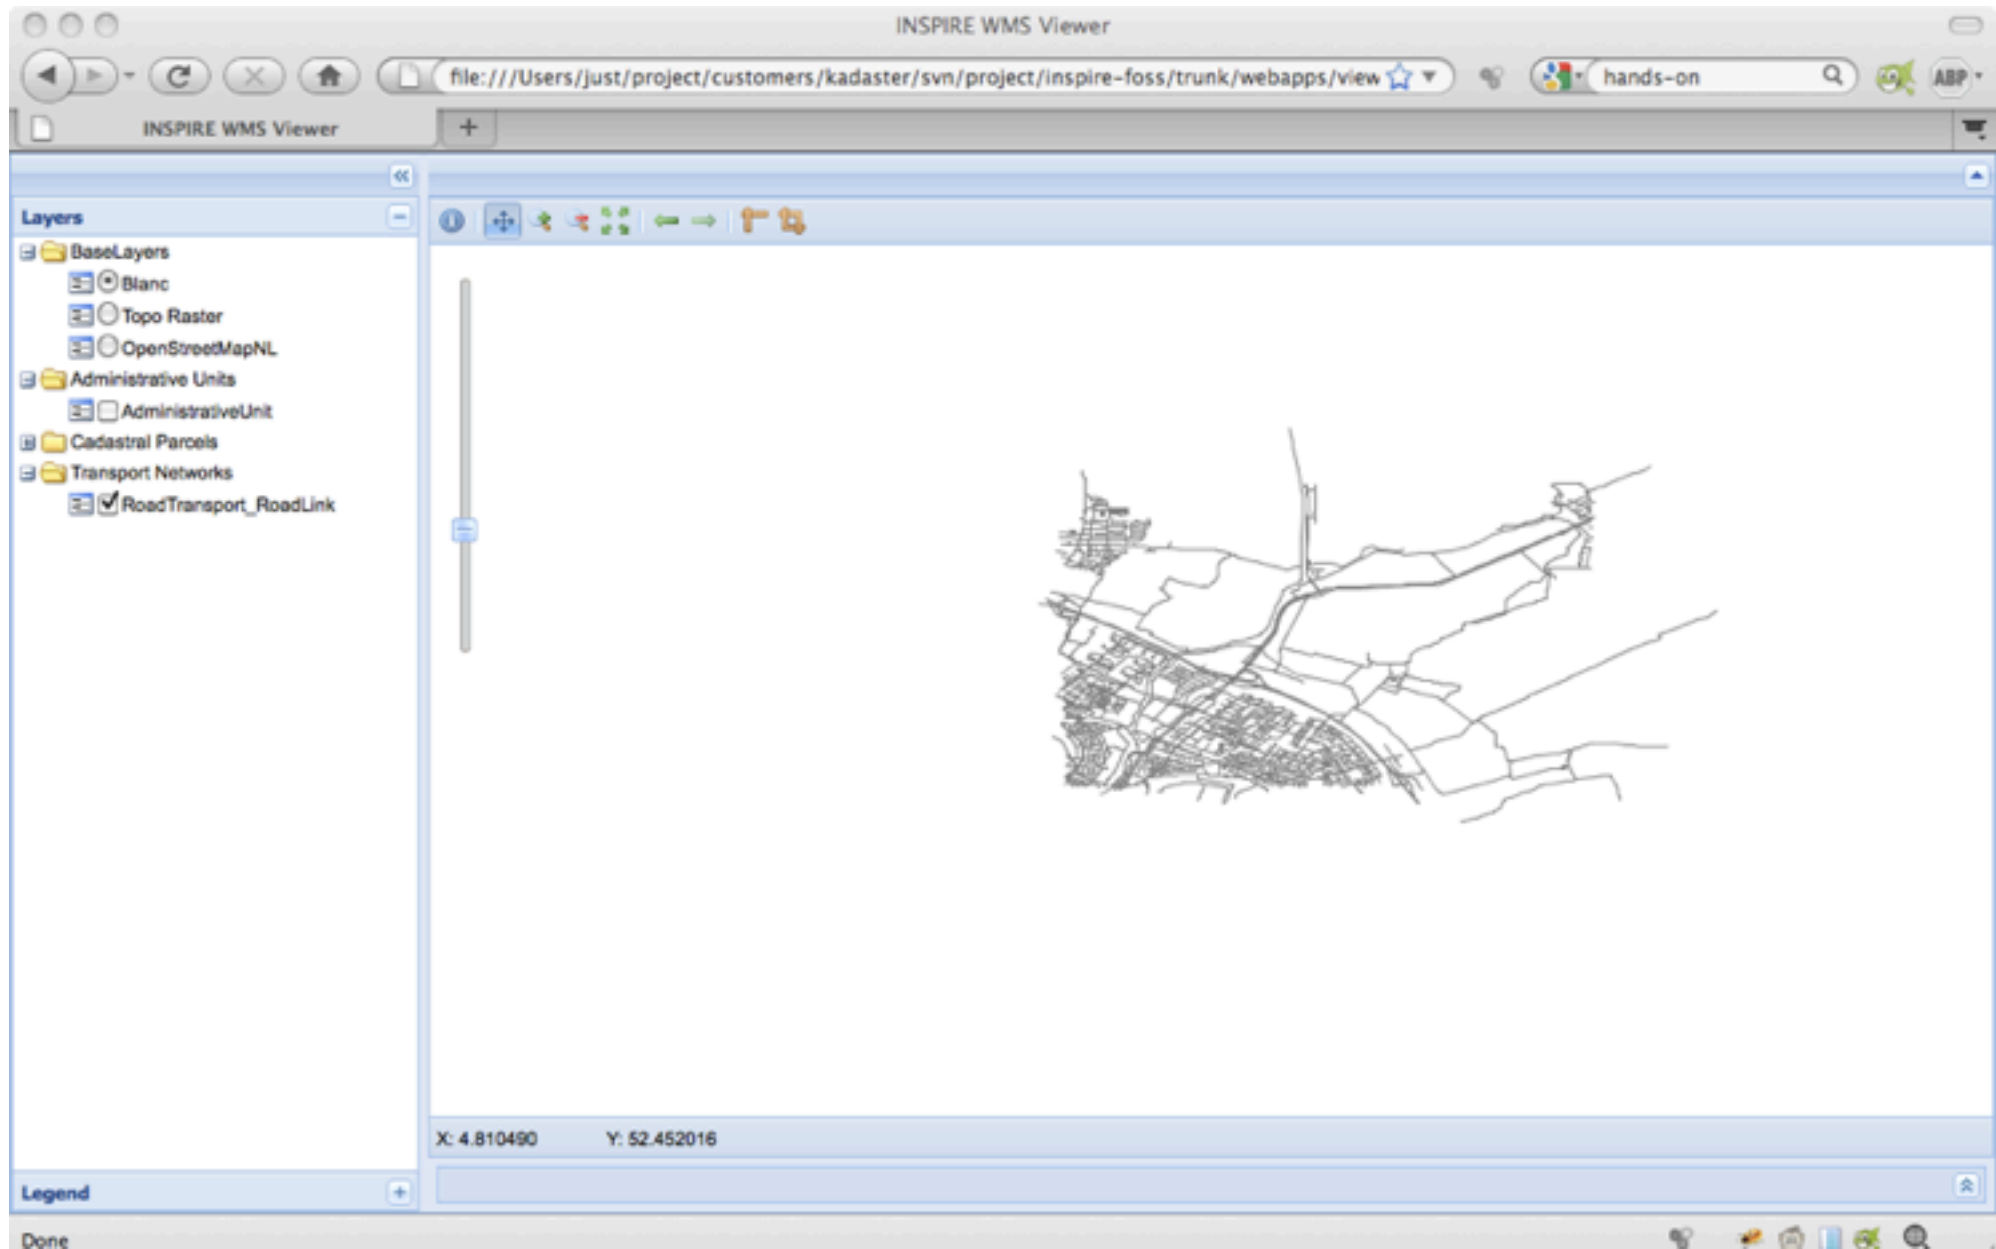 INSPIRE WMS Viewer
file:///Users/just/project/customers/kadaster/svn/project/inspire-foss/trunk/webapps/view
hands-on
ABP
INSPIRE WMS Viewer
Layers
BaseLayers
Blanc
Topo Raster
OpenStreetMapNL
Administrative Units
AdministrativeUnit
Cadastral Parcels
Transport Networks
RoadTransport_RoadLink
X: 4.810490 Y: 52.452016
Legend
Done